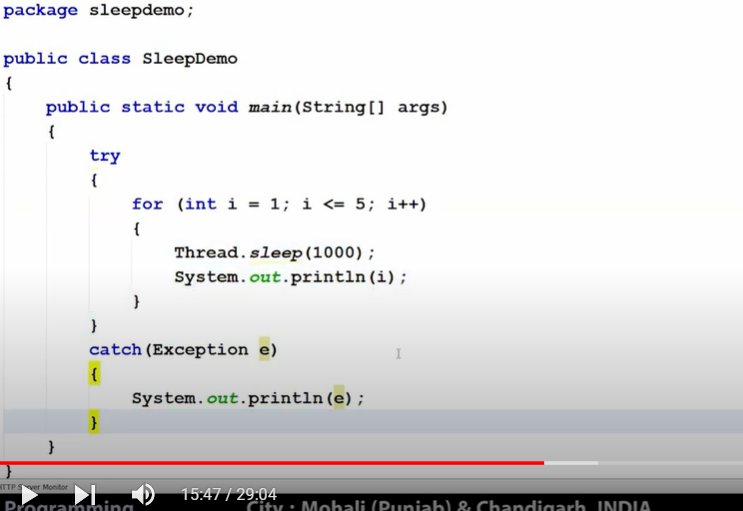 package sleepdemo;
public class SleepDemo
{
public static void main(String[] args)
{
try
{
for (int i = 1; i <= 5; i++)
{
Thread.sleep(1000);
System.out.println(i);
}
}
catch(Exception e)
{
System.out.println(e);
}
}
}
HTTP Server Monitor
15:47 / 29:04
Programming City : Mohali (Punjab) & Chandigarh, INDIA